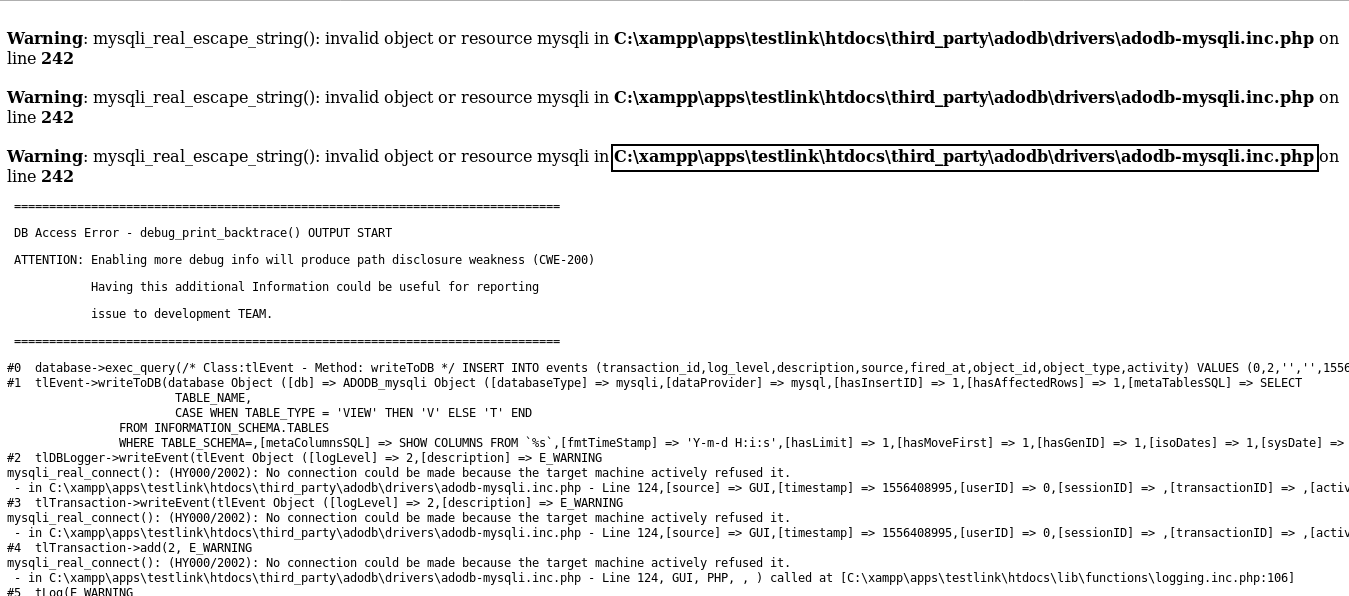 Warning: mysqli_real_escape_string(): invalid object or resource mysqli in C:\xampp\apps\testlink\htdocs\third_party\adodb\drivers\adodb-mysqli.inc.php on
line 242
Warning: mysqli_real_escape_string(): invalid object or resource mysqli in C:\xampp\apps\testlink\htdocs\third_party\adodb\drivers\adodb-mysqli.inc.php on
line 242
Warning: mysqli_real_escape_string(): invalid object or resource mysqli in C:\xampp\apps\testlink\htdocs\third_party\adodb\drivers\adodb-mysqli.inc.php on
line 242
==============================================================================
DB Access Error - debug_print_backtrace() OUTPUT START
ATTENTION: Enabling more debug info will produce path disclosure weakness (CWE-200)
Having this additional Information could be useful for reporting
issue to development TEAM.
==============================================================================
#0  database->exec_query(/* Class:tlEvent - Method: writeToDB */ INSERT INTO events (transaction_id,log_level,description,source,fired_at,object_id,object_type,activity) VALUES (0,2,'','',1556
#1  tlEvent->writeToDB(database Object ([db] => ADODB_mysqli Object ([databaseType] => mysqli,[dataProvider] => mysql,[hasInsertID] => 1,[hasAffectedRows] => 1,[metaTablesSQL] => SELECT
TABLE_NAME,
CASE WHEN TABLE_TYPE = 'VIEW' THEN 'V' ELSE 'T' END
FROM INFORMATION_SCHEMA.TABLES
WHERE TABLE_SCHEMA=,[metaColumnsSQL] => SHOW COLUMNS FROM `%s`,[fmtTimeStamp] => 'Y-m-d H:i:s',[hasLimit] => 1,[hasMoveFirst] => 1,[hasGenID] => 1,[isoDates] => 1,[sysDate] =>
#2  tlDBLogger->writeEvent(tlEvent Object ([logLevel] => 2,[description] => E_WARNING
mysqli_real_connect(): (HY000/2002): No connection could be made because the target machine actively refused it.
- in C:\xampp\apps\testlink\htdocs\third_party\adodb\drivers\adodb-mysqli.inc.php - Line 124,[source] => GUI,[timestamp] => 1556408995,[userID] => 0,[sessionID] => ,[transactionID] => ,[activ
#3  tlTransaction->writeEvent(tlEvent Object ([logLevel] => 2,[description] => E_WARNING
mysqli_real_connect(): (HY000/2002): No connection could be made because the target machine actively refused it.
- in C:\xampp\apps\testlink\htdocs\third_party\adodb\drivers\adodb-mysqli.inc.php - Line 124,[source] => GUI,[timestamp] => 1556408995,[userID] => 0,[sessionID] => ,[transactionID] => ,[activ
#4  tlTransaction->add(2, E_WARNING
mysqli_real_connect(): (HY000/2002): No connection could be made because the target machine actively refused it.
- in C:\xampp\apps\testlink\htdocs\third_party\adodb\drivers\adodb-mysqli.inc.php - Line 124, GUI, PHP, , ) called at [C:\xampp\apps\testlink\htdocs\lib\functions\logging.inc.php:106]
#5  tLog(E_WARNING